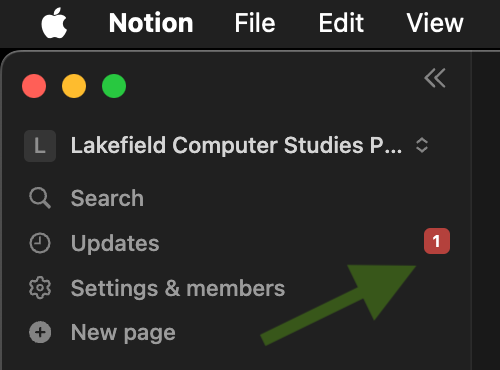 Notion File Edit View
L Lakefield Computer Studies P...
Search
Updates 1
Settings & members
New page